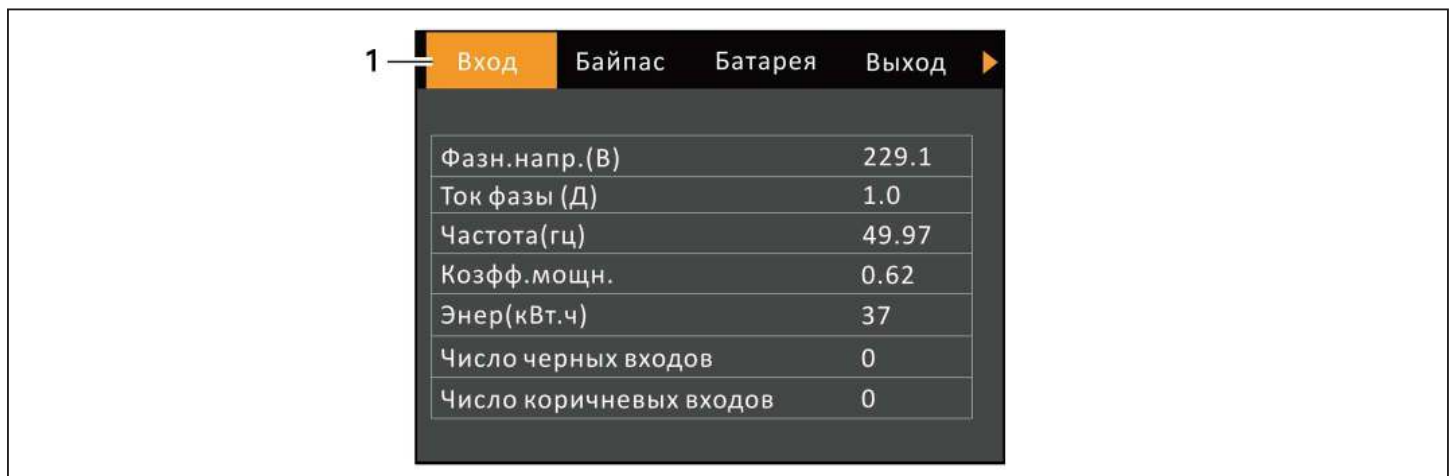 1
Вход Байпас Батарея Выход
Фазн.напр.(В) 229.1
Ток фазы (Д) 1.0
Частота(гц) 49.97
Козфф.мощн. 0.62
Энер(кВт.ч) 37
Число черных входов 0
Число коричневых входов 0